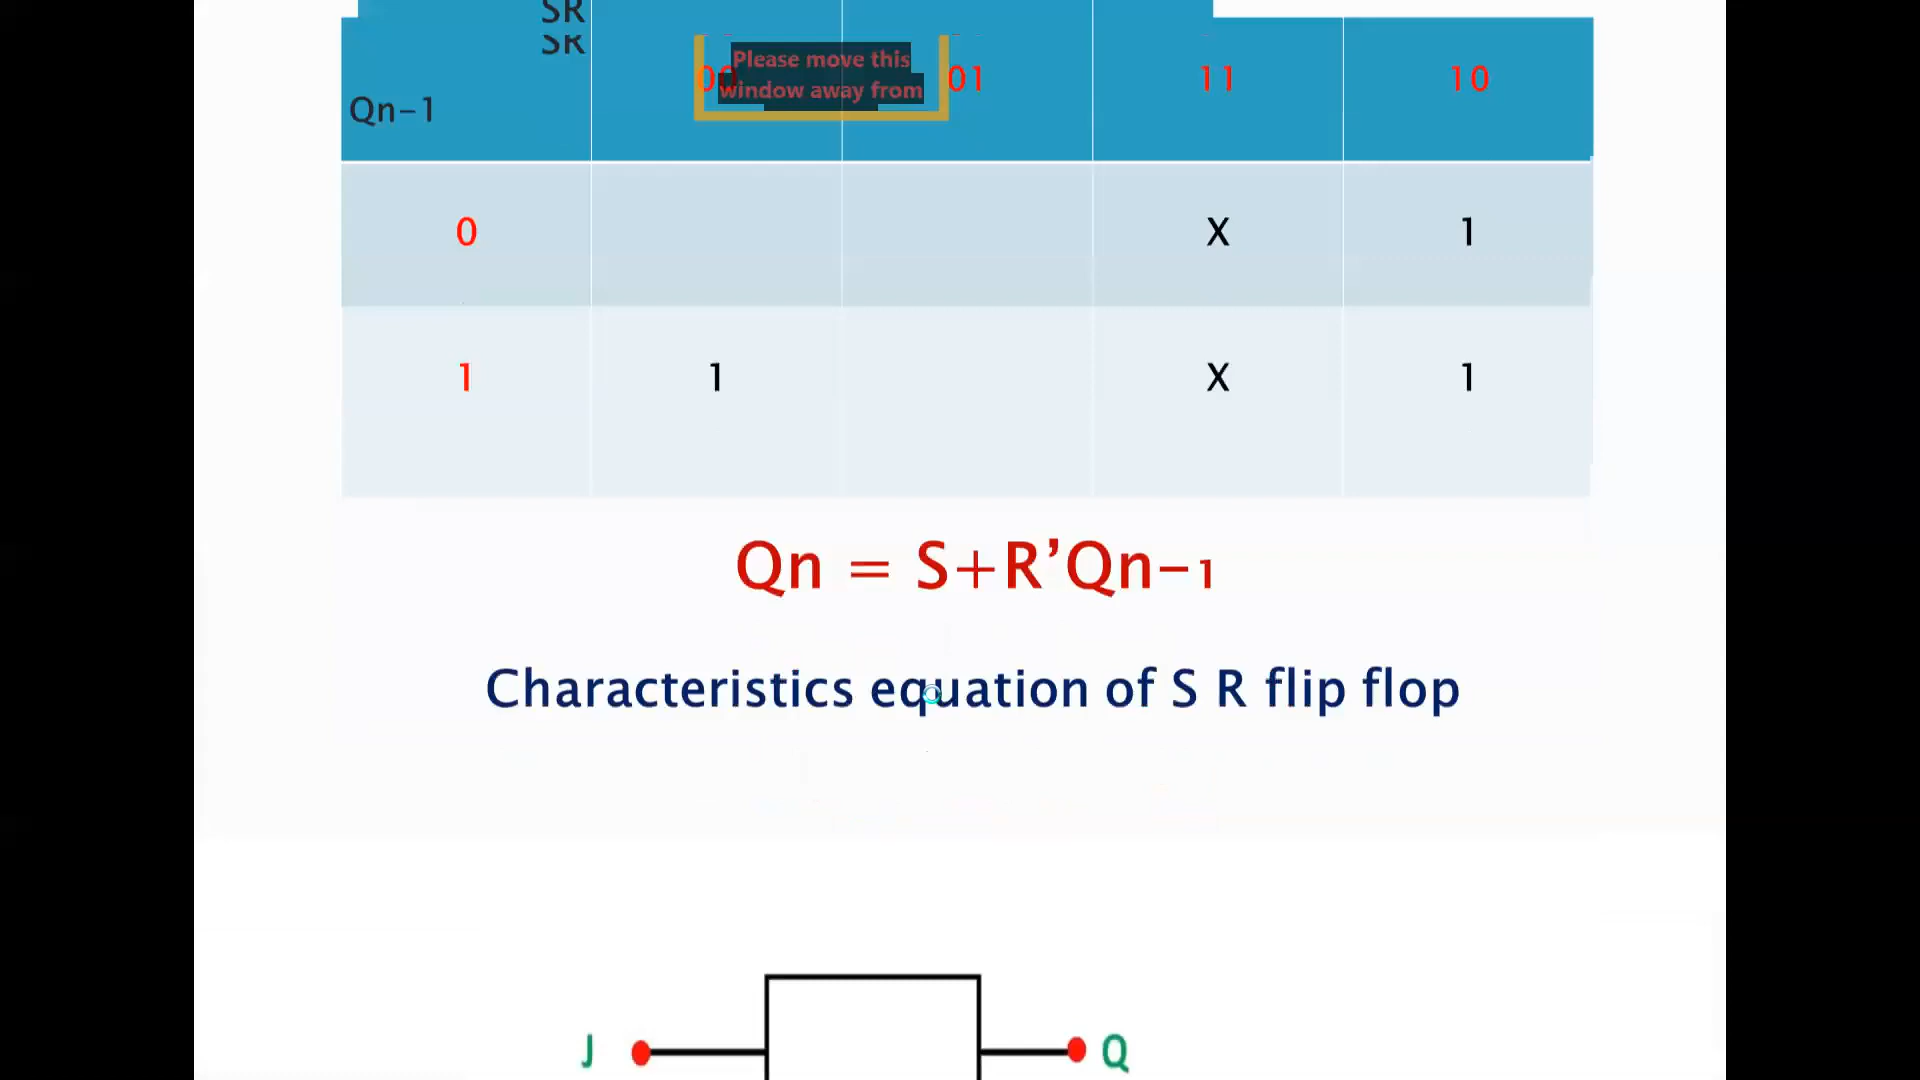 SR
SR
Please move this
window away from
Qn-1 01 11 10
0 X 1
1 1 X 1
Qn = S+R’Qn-1
Characteristics equation of S R flip flop
J Q